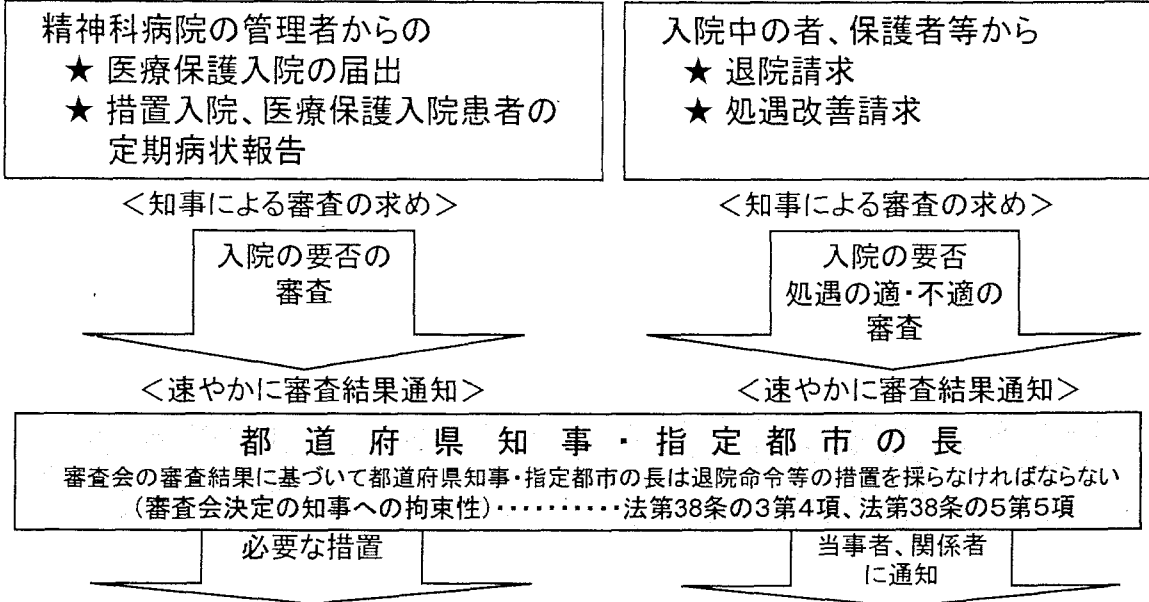 精神科病院の管理者からの
★ 医療保護入院の届出
★ 措置入院、医療保護入院患者の
定期病状報告
入院中の者、保護者等から
★ 退院請求
★ 処遇改善請求
＜知事による審査の求め＞
＜知事による審査の求め＞
入院の要否の
審査
入院の要否
処遇の適・不適の
審査
＜速やかに審査結果通知＞
＜速やかに審査結果通知＞
都道府県知事・指定都市の長
審査会の審査結果に基づいて都道府県知事・指定都市の長は退院命令等の措置を採らなければならない
（審査会決定の知事への拘束性）‥‥‥‥‥法第38条の3第4項、法第38条の5第5項
必要な措置
当事者、関係者
に通知